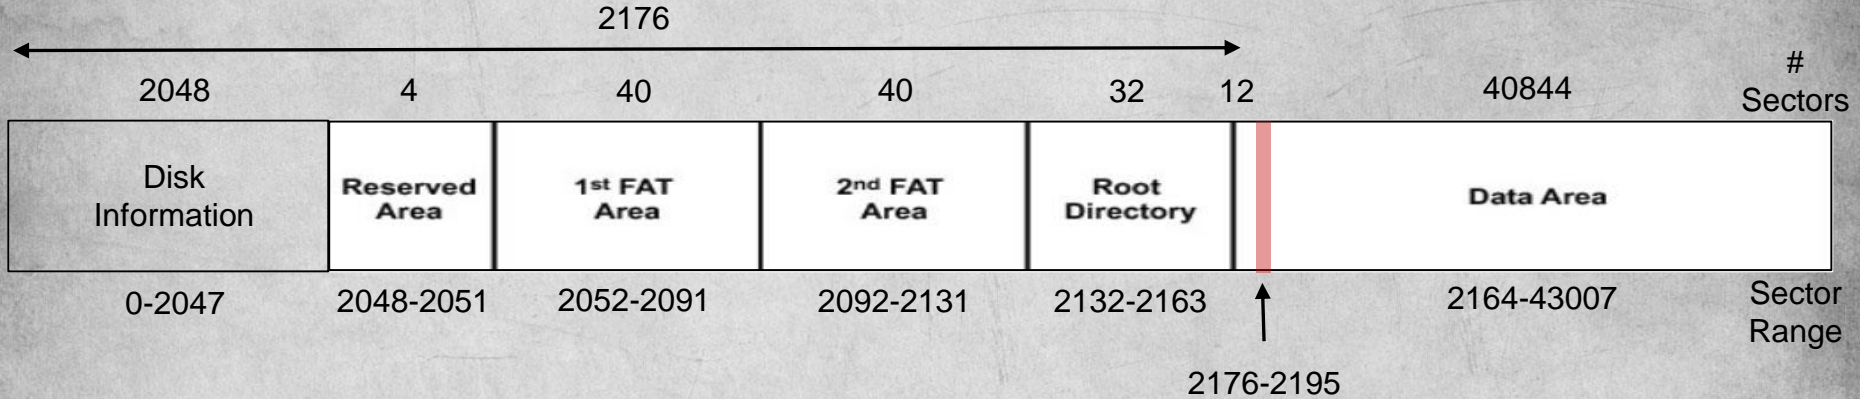 2176
2048 4 40 40 32 12 40844 #
Sectors
Disk
Information
Reserved
Area
1st FAT
Area
2nd FAT
Area
Root
Directory
Data Area
0-2047 2048-2051 2052-2091 2092-2131 2132-2163 2164-43007 Sector
Range
2176-2195